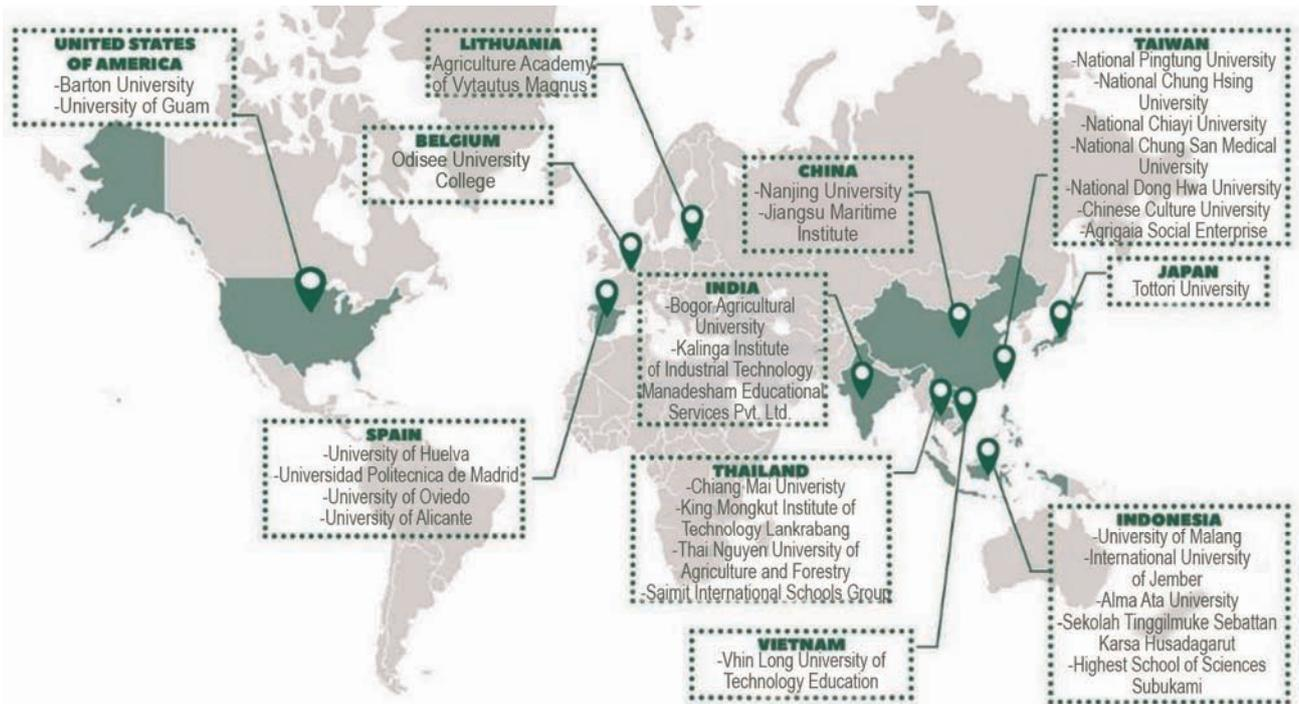 UNITED STATES
OF AMERICA
-Barton University
-University of Guam
LITHUANIA
Agriculture Academy
of Vytautus Magnus
BELGIUM
Odisee University
College
CHINA
-Nanjing University
-Jiangsu Maritime
Institute
TAIWAN
-National Pingtung University
-National Chung Hsing
University
-National Chiayi University
-National Chung San Medical
University
-National Dong Hwa University
-Chinese Culture University
-Agrigaia Social Enterprise
JAPAN
Tottori University
INDIA
-Bogor Agricultural
University
-Kalinga Institute
of Industrial Technology
Manadesham Educational
Services Pvt. Ltd.
SPAIN
-University of Huelva
-Universidad Politecnica de Madrid
-University of Oviedo
-University of Alicante
THAILAND
-Chiang Mai Univeristy
-King Mongkut Institute of
Technology Lankrabang
-Thai Nguyen University of
Agriculture and Forestry
-Saimit International Schools Group
INDONESIA
-University of Malang
-International University
of Jember
-Alma Ata University
-Sekolah Tinggilmuke Sebattan
Karsa Husadagarut
-Highest School of Sciences
Subukami
VIETNAM
-Vhin Long University of
Technology Education